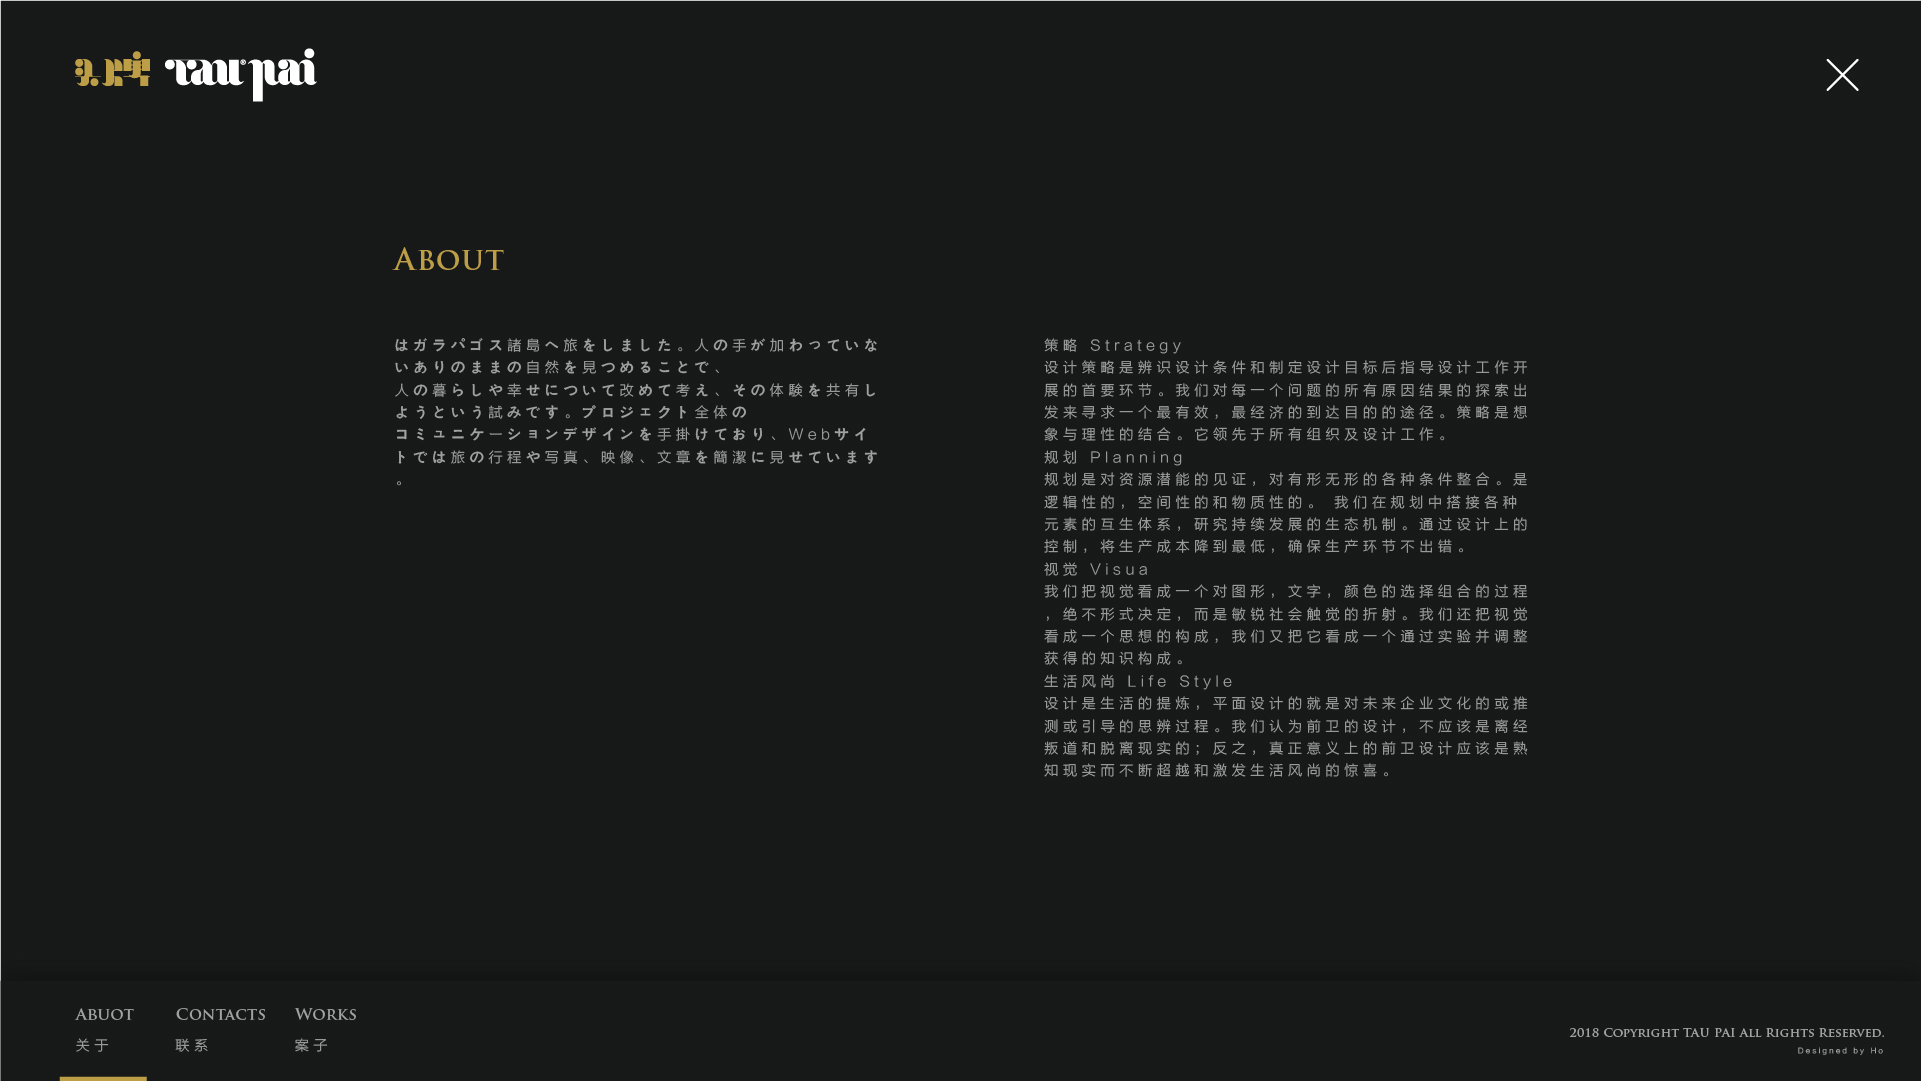 TAU pai
ABOUT
はガラパゴス諸島へ旅をしました。人の手が加わっていな
いありのままの自然を見つめることで、
人の暮らしや幸せについて改めて考え、その体験を共有し
ようという試みです。プロジェクト全体の
コミュニケーションデザインを手掛けており、Webサイ
トでは旅の行程や写真、映像、文章を簡潔に見せています
。
策略 Strategy
设计策略是辨识设计条件和制定设计目标后指导设计工作开
展的首要环节。我们对每一个问题的所有原因结果的探索出
发来寻求一个最有效，最经济的到达目的的途径。策略是想
象与理性的结合。它领先于所有组织及设计工作。
规划 Planning
规划是对资源潜能的见证，对有形无形的各种条件整合。是
逻辑性的，空间性的和物质性的。 我们在规划中搭接各种
元素的互生体系，研究持续发展的生态机制。通过设计上的
控制，将生产成本降到最低，确保生产环节不出错。
视觉 Visua
我们把视觉看成一个对图形，文字，颜色的选择组合的过程
，绝不形式决定，而是敏锐社会触觉的折射。我们还把视觉
看成一个思想的构成，我们又把它看成一个通过实验并调整
获得的知识构成。
生活风尚 Life Style
设计是生活的提炼，平面设计的就是对未来企业文化的或推
测或引导的思辨过程。我们认为前卫的设计，不应该是离经
叛道和脱离现实的；反之，真正意义上的前卫设计应该是熟
知现实而不断超越和激发生活风尚的惊喜。
ABUOT
关于
CONTACTS
联系
WORKS
案子
2018 COPYRIGHT TAU PAI ALL RIGHTS RESERVED.
Designed by Ho